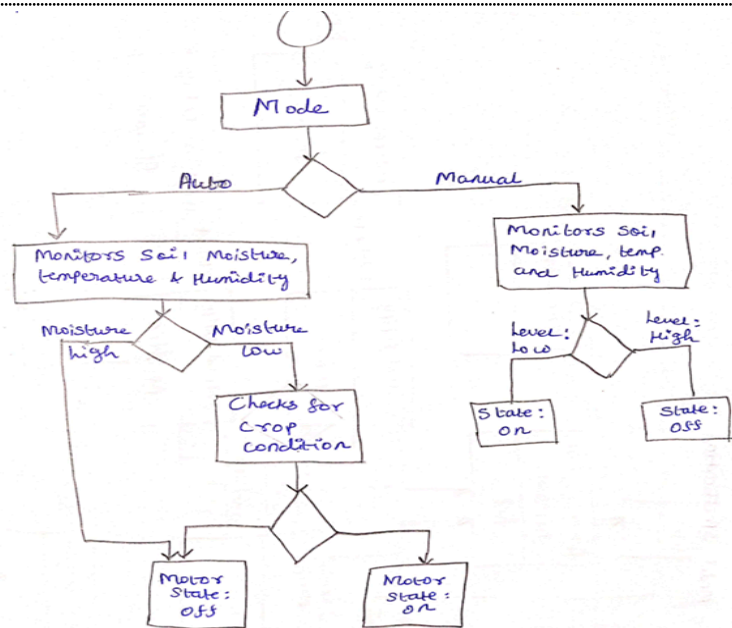 Mode
Auto
Manual
Monitors Soil Moisture,
temperature & Humidity
Monitors Soil,
Moisture, temp.
and Humidity
Moisture
high
Moisture
Low
Level:
Low
Level:
High
Checks for
Crop
condition
State:
on
State:
Off
Motor
State:
Off
Motor
State:
on